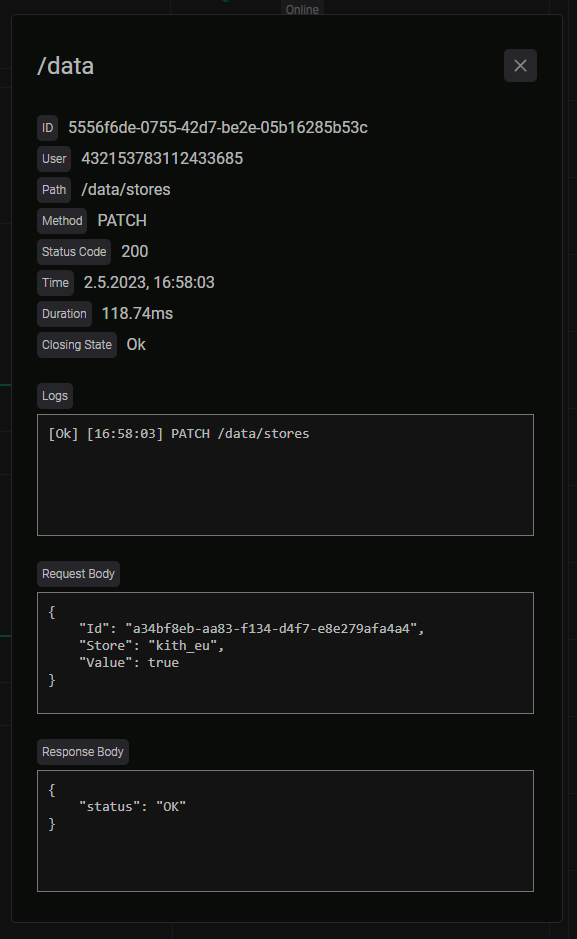 Online
/data
ID 5556f6de-0755-42d7-be2e-05b16285b53c
User 432153783112433685
Path /data/stores
Method PATCH
Status Code 200
Time 2.5.2023, 16:58:03
Duration 118.74ms
Closing State Ok
Logs
[Ok] [16:58:03] PATCH /data/stores
Request Body
{
    "Id": "a34bf8eb-aa83-f134-d4f7-e8e279afa4a4",
    "Store": "kith_eu",
    "Value": true
}
Response Body
{
    "status": "OK"
}